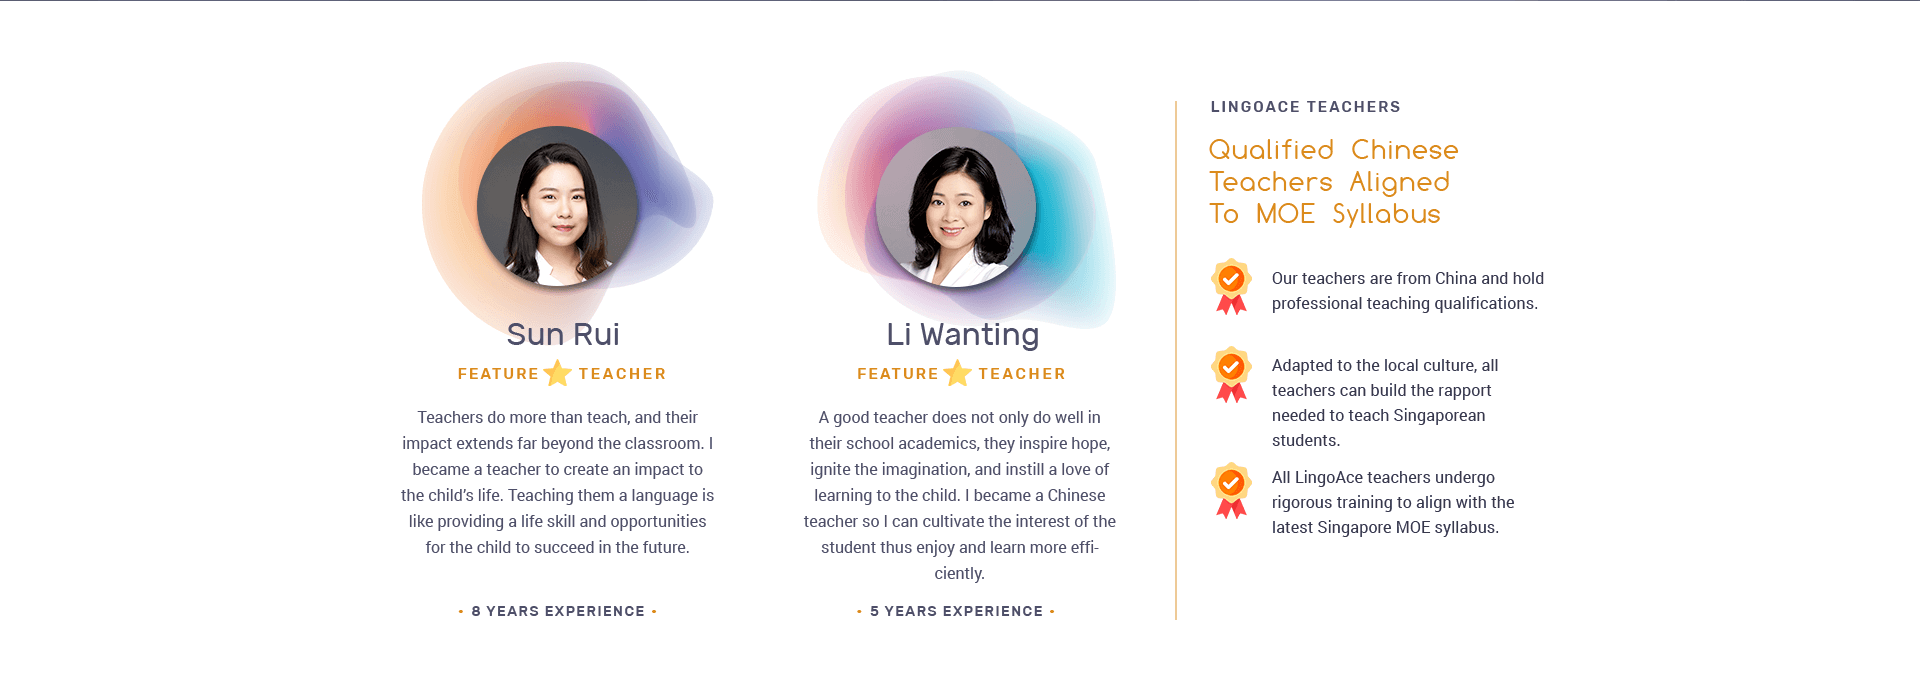 Sun Rui
FEATURE TEACHER
Teachers do more than teach, and their
impact extends far beyond the classroom. I
became a teacher to create an impact to
the child's life. Teaching them a language is
like providing a life skill and opportunities
for the child to succeed in the future.
• 8 YEARS EXPERIENCE •
Li Wanting
FEATURE TEACHER
A good teacher does not only do well in
their school academics, they inspire hope,
ignite the imagination, and instill a love of
learning to the child. I became a Chinese
teacher so I can cultivate the interest of the
student thus enjoy and learn more effi-
ciently.
• 5 YEARS EXPERIENCE •
LINGOACE TEACHERS
Qualified Chinese
Teachers Aligned
To MOE Syllabus
Our teachers are from China and hold
professional teaching qualifications.
Adapted to the local culture, all
teachers can build the rapport
needed to teach Singaporean
students.
All LingoAce teachers undergo
rigorous training to align with the
latest Singapore MOE syllabus.